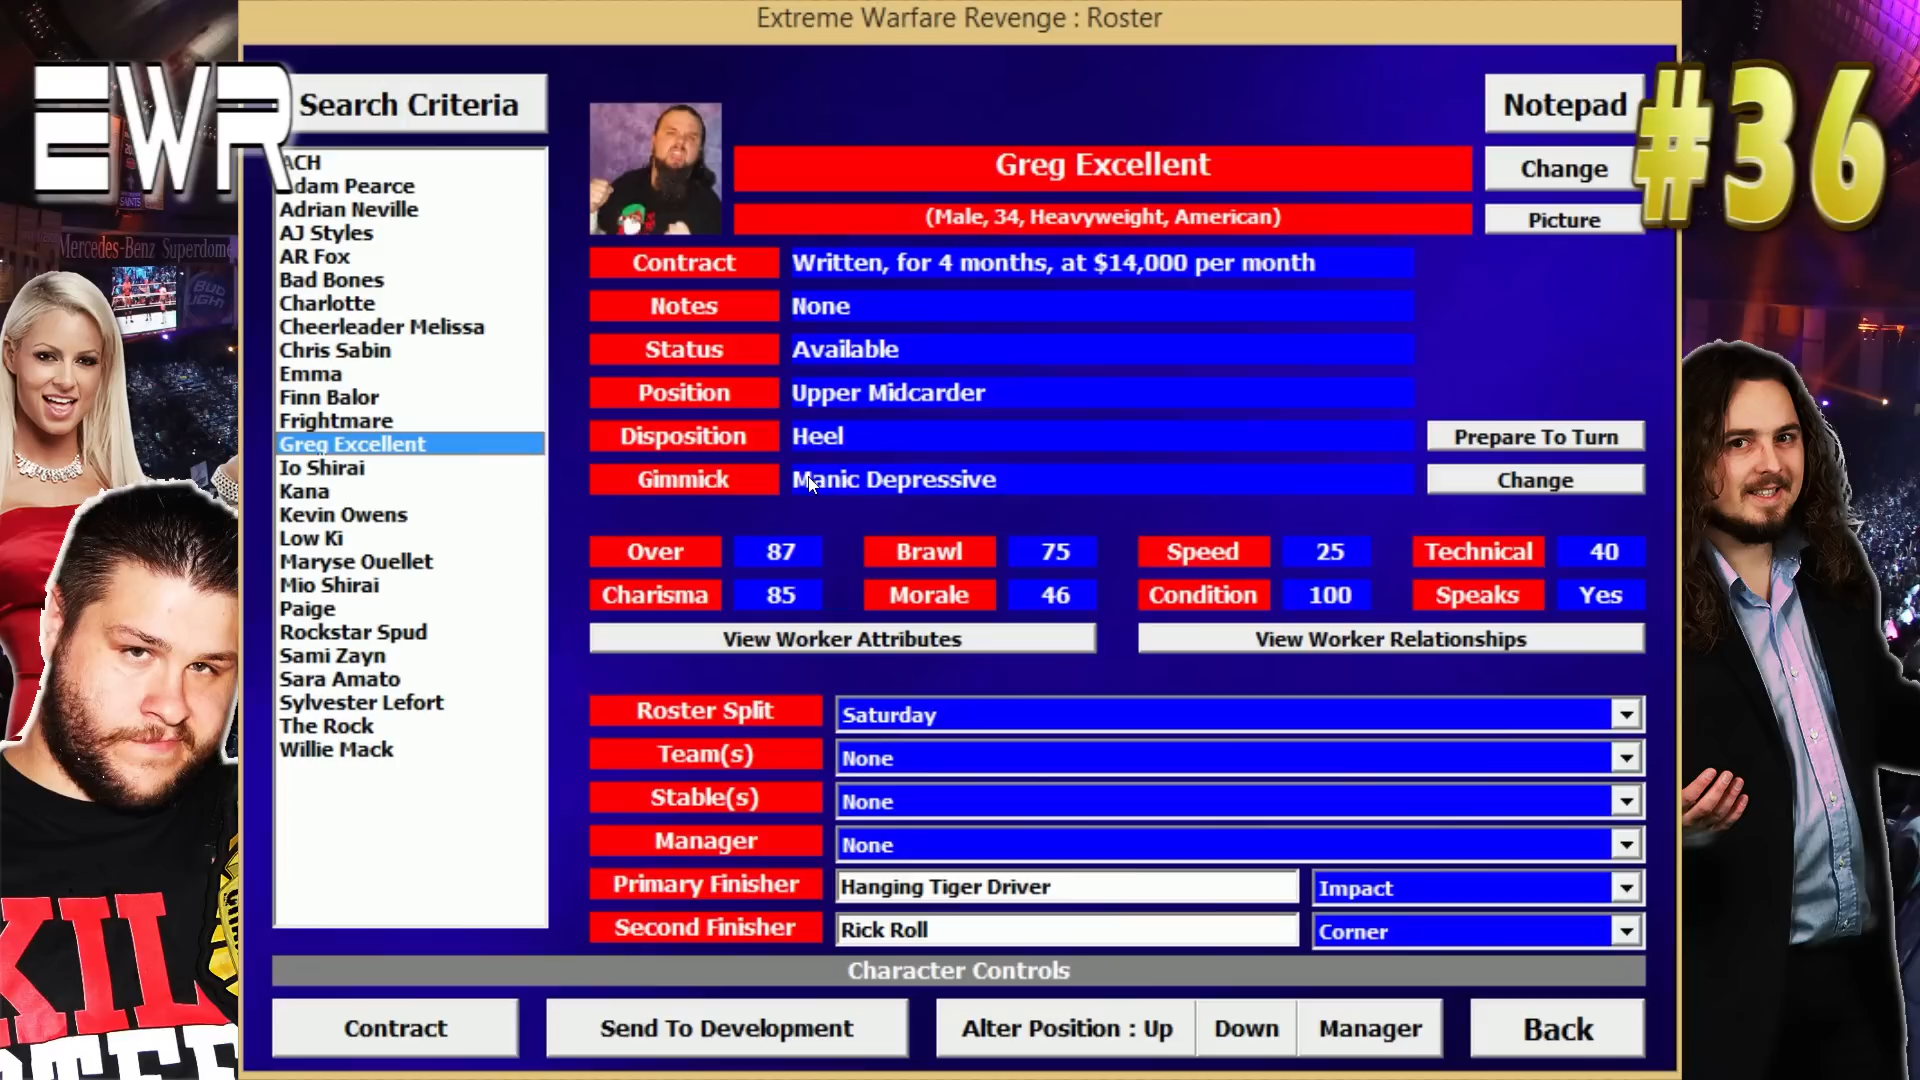 Extreme Warfare Revenge : Roster
EWR
#36
Search Criteria
ACH
Adam Pearce
Adrian Neville
AJ Styles
AR Fox
Bad Bones
Charlotte
Cheerleader Melissa
Chris Sabin
Emma
Finn Balor
Frightmare
Greg Excellent
Io Shirai
Kana
Kevin Owens
Low Ki
Maryse Ouellet
Mio Shirai
Paige
Rockstar Spud
Sami Zayn
Sara Amato
Sylvester Lefort
The Rock
Willie Mack
Greg Excellent
(Male, 34, Heavyweight, American)
Notepad
Change
Picture
Contract Written, for 4 months, at $14,000 per month
Notes None
Status Available
Position Upper Midcarder
Disposition Heel Prepare To Turn
Gimmick Manic Depressive Change
Over 87 Brawl 75 Speed 25 Technical 40
Charisma 85 Morale 46 Condition 100 Speaks Yes
View Worker Attributes View Worker Relationships
Roster Split Saturday
Team(s) None
Stable(s) None
Manager None
Primary Finisher Hanging Tiger Driver Impact
Second Finisher Rick Roll Corner
Character Controls
Contract Send To Development Alter Position : Up Down Manager Back
Mercedes-Benz Superdome
BUD
LIGHT
KIL